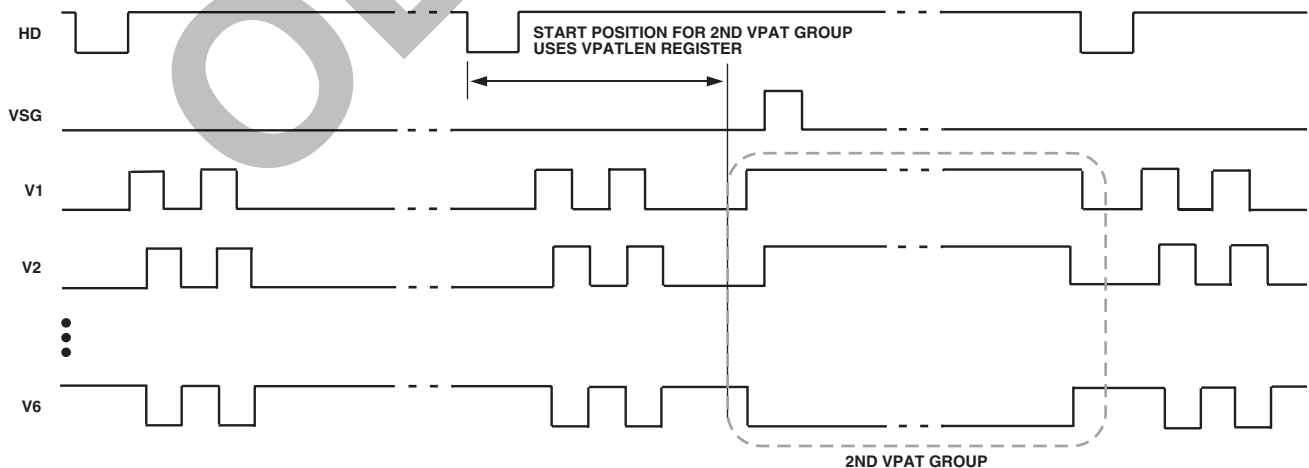 HD
START POSITION FOR 2ND VPAT GROUP
USES VPATLEN REGISTER
VSG
V1
V2
V6
2ND VPAT GROUP